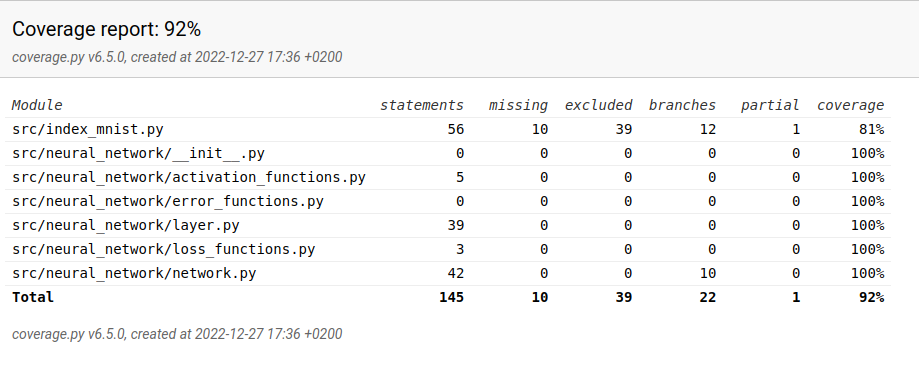 Coverage report: 92%
coverage.py v6.5.0, created at 2022-12-27 17:36 +0200
Module statements missing excluded branches partial coverage
src/index_mnist.py 56 10 39 12 1 81%
src/neural_network/__init__.py 0 0 0 0 0 100%
src/neural_network/activation_functions.py 5 0 0 0 0 100%
src/neural_network/error_functions.py 0 0 0 0 0 100%
src/neural_network/layer.py 39 0 0 0 0 100%
src/neural_network/loss_functions.py 3 0 0 0 0 100%
src/neural_network/network.py 42 0 0 10 0 100%
Total 145 10 39 22 1 92%
coverage.py v6.5.0, created at 2022-12-27 17:36 +0200